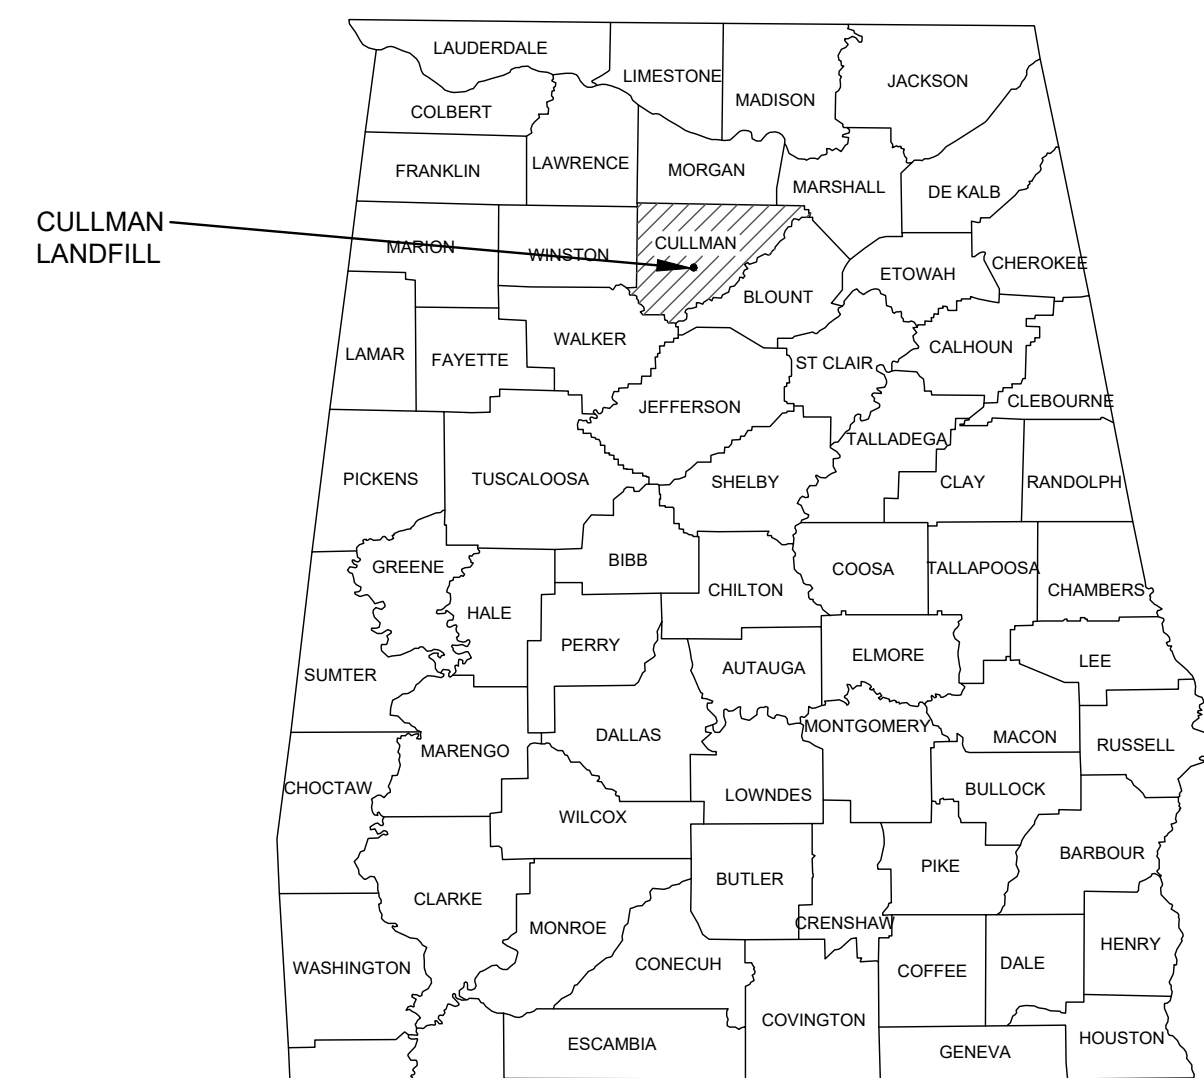 LAUDERDALE
LIMESTONE
MADISON
JACKSON
COLBERT
LAWRENCE
FRANKLIN
MORGAN
MARSHALL
DE KALB
CULLMAN
LANDFILL
MARION
WINSTON
CULLMAN
BLOUNT
ETOWAH
CHEROKEE
LAMAR
FAYETTE
WALKER
ST CLAIR
CALHOUN
JEFFERSON
CLEBOURNE
TALLADEGA
PICKENS
TUSCALOOSA
SHELBY
CLAY
RANDOLPH
GREENE
BIBB
COOSA
TALLAPOOSA
CHILTON
CHAMBERS
HALE
PERRY
AUTAUGA
ELMORE
LEE
SUMTER
DALLAS
MONTGOMERY
MACON
RUSSELL
MARENGO
CHOCTAW
LOWNDES
BULLOCK
WILCOX
BARBOUR
PIKE
BUTLER
CLARKE
MONROE
CRENSHAW
HENRY
WASHINGTON
CONECUH
COFFEE
DALE
COVINGTON
ESCAMBIA
GENEVA
HOUSTON